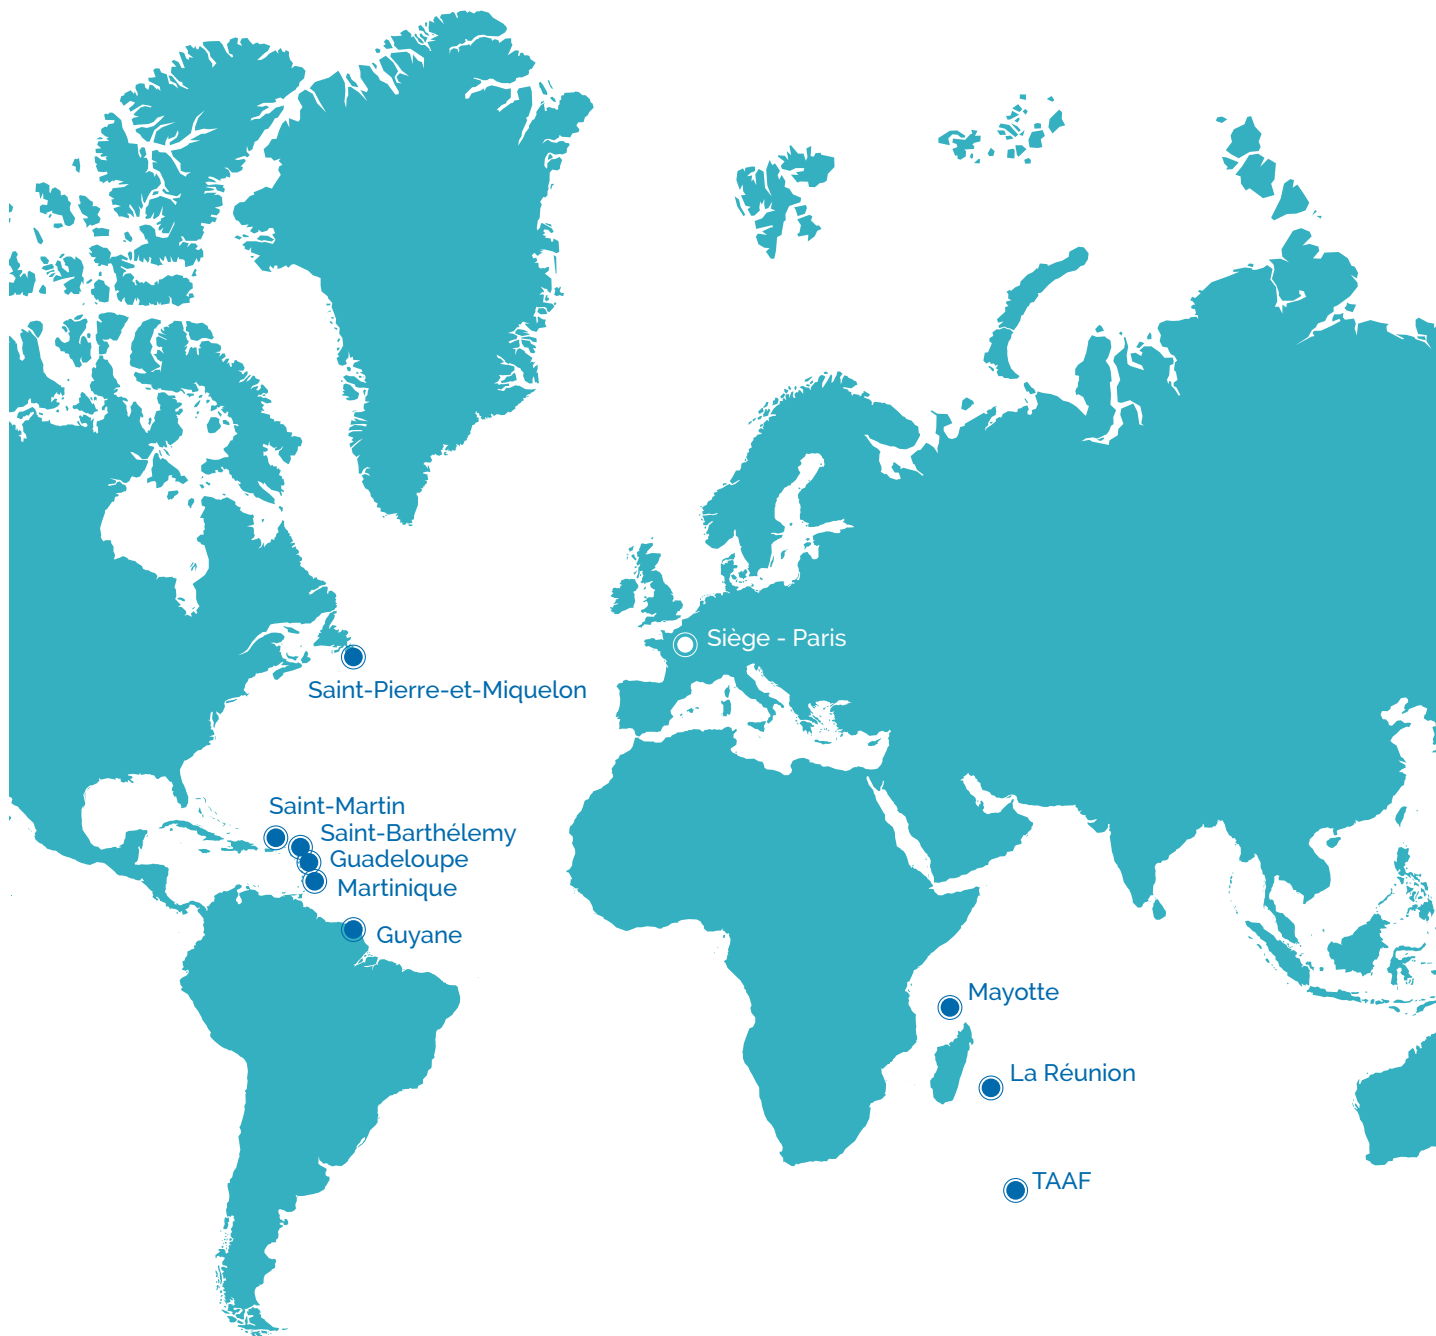 Siège - Paris
Saint-Pierre-et-Miquelon
Saint-Martin
Saint-Barthélemy
Guadeloupe
Martinique
Guyane
Mayotte
La Réunion
TAAF